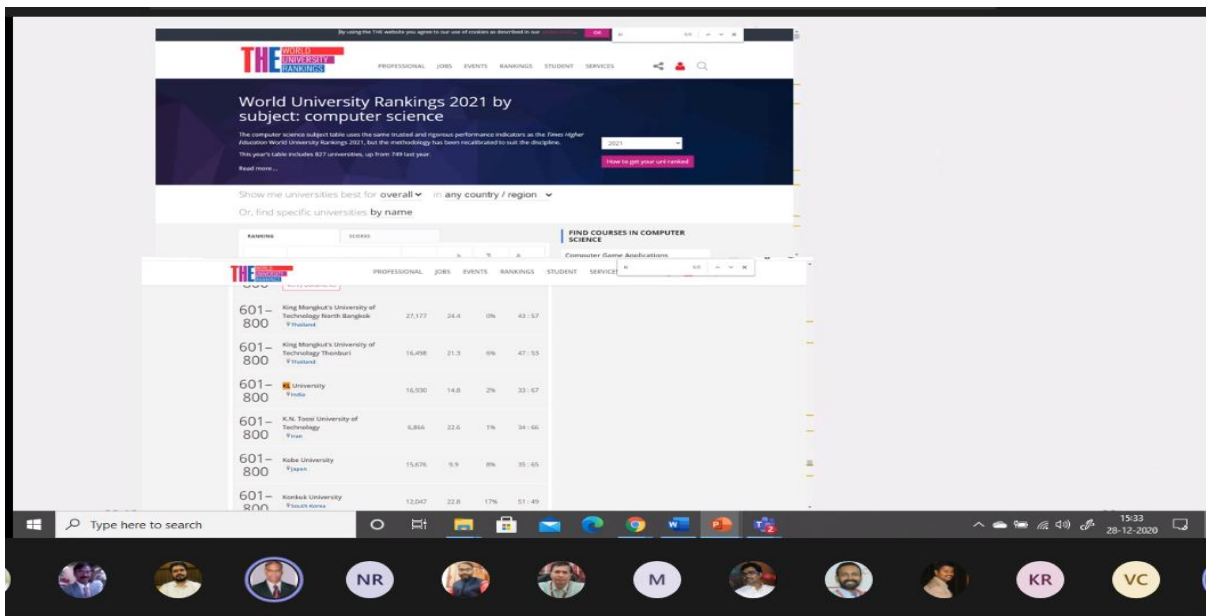 By using the THE website you agree to our use of cookies as described in our
OK
THE WORLD UNIVERSITY RANKINGS
PROFESSIONAL JOBS EVENTS RANKINGS STUDENT SERVICES
World University Rankings 2021 by
subject: computer science
The computer science subject table uses the same trusted and rigorous performance indicators as the Times Higher
Education World University Rankings 2021, but the methodology has been recalibrated to suit the discipline.
This year's table includes 827 universities, up from 749 last year.
Read more...
2021
How to get your uni ranked
Show me universities best for overall in any country / region
Or, find specific universities by name
RANKING SCORES
FIND COURSES IN COMPUTER
SCIENCE
Computer Game Applications
THE WORLD UNIVERSITY RANKINGS
PROFESSIONAL JOBS EVENTS RANKINGS STUDENT SERVICES
800
601–
800
King Mongkut's University of
Technology North Bangkok
Thailand
27,177 24.4 0% 43 : 57
601–
800
King Mongkut's University of
Technology Thonburi
Thailand
16,498 21.3 6% 47 : 53
601–
800
KL University
India
16,930 14.8 2% 33 : 67
601–
800
K.N. Toosi University of
Technology
Iran
6,866 22.6 1% 34 : 66
601–
800
Kobe University
Japan
15,676 9.9 8% 35 : 65
601–
800
Konkuk University
South Korea
12,047 22.8 17% 51 : 49
Type here to search
15:33
28-12-2020
NR
M
KR
VC